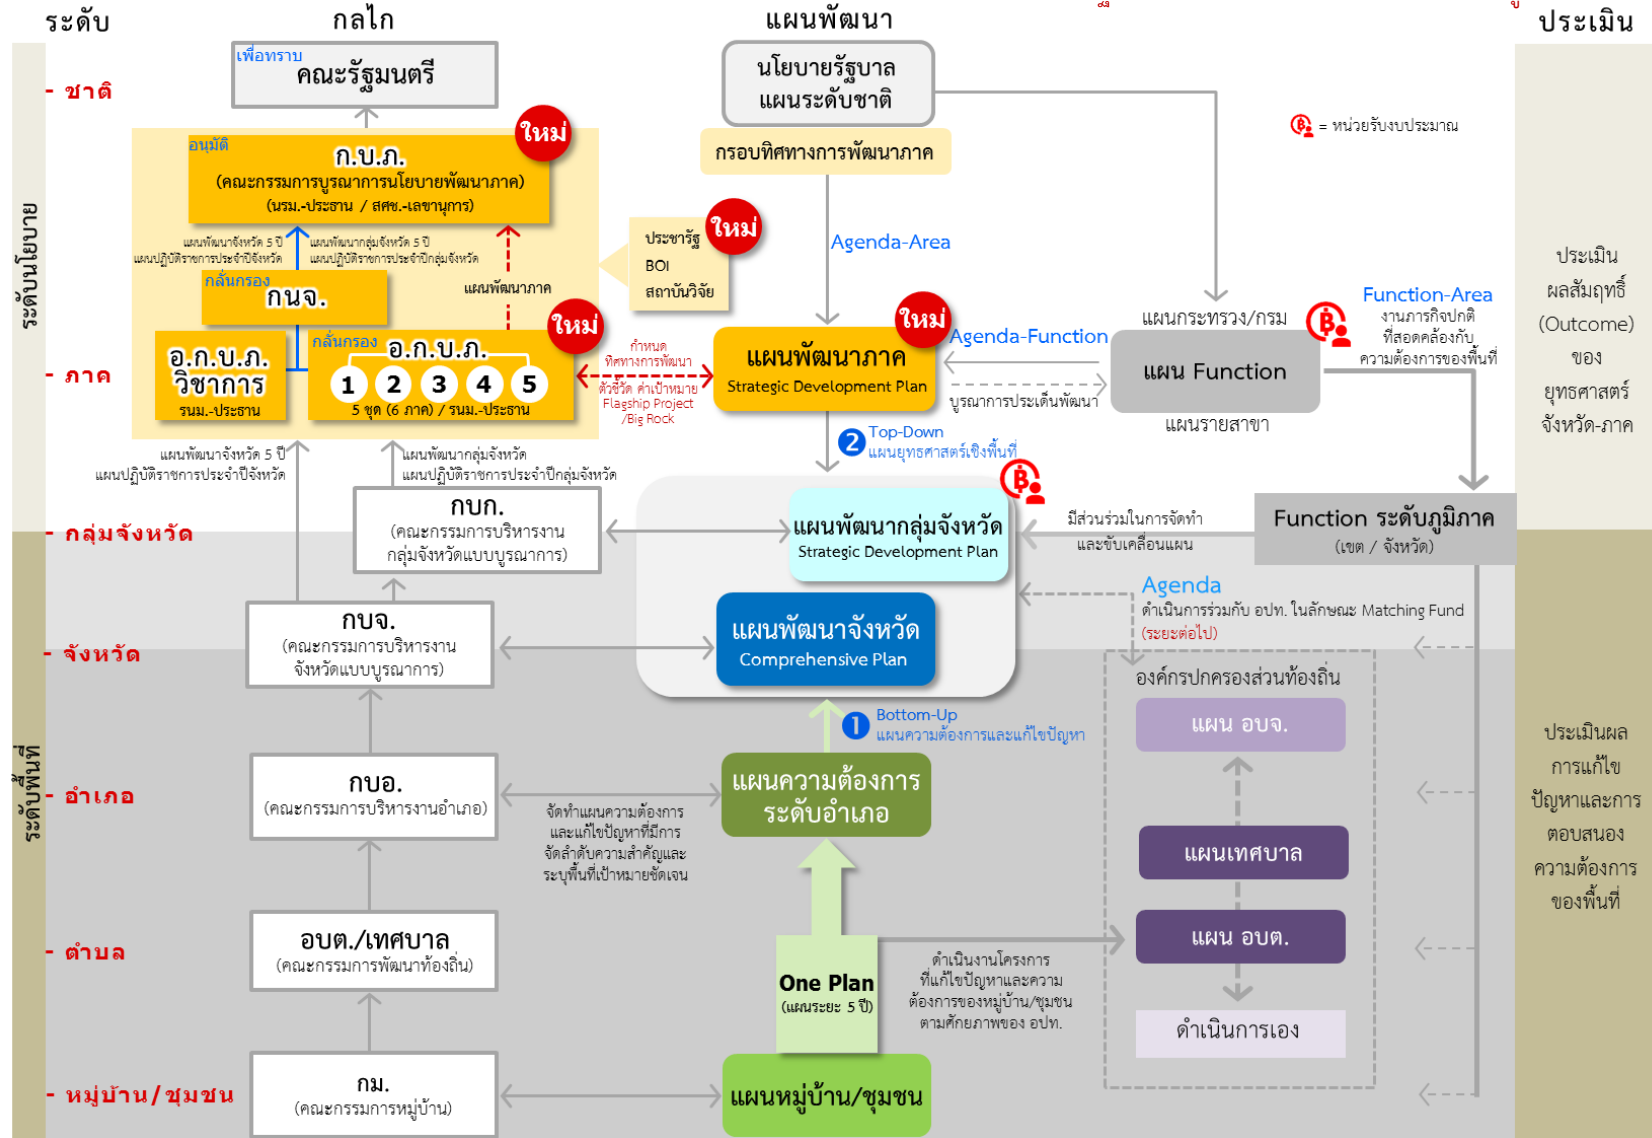 ระดับ
กลไก
แผนพัฒนา
ประเมิน
ระดับนโยบาย
ระดับพื้นที่
- ชาติ
- ภาค
- กลุ่มจังหวัด
- จังหวัด
- อำเภอ
- ตำบล
- หมู่บ้าน/ชุมชน
เพื่อทราบ
คณะรัฐมนตรี
ใหม่
อนุมัติ
ก.บ.ภ.
(คณะกรรมการบูรณาการนโยบายพัฒนาภาค)
(นรม.-ประธาน / สศช.-เลขานุการ)
แผนพัฒนาจังหวัด 5 ปี
แผนปฏิบัติราชการประจำปีจังหวัด
แผนพัฒนากลุ่มจังหวัด 5 ปี
แผนปฏิบัติราชการประจำปีกลุ่มจังหวัด
แผนพัฒนาภาค
กลั่นกรอง
กนจ.
อ.ก.บ.ภ.
วิชาการ
รนม.-ประธาน
ใหม่
กลั่นกรอง
อ.ก.บ.ภ.
1 2 3 4 5
5 ชุด (6 ภาค) / รนม.-ประธาน
ใหม่
ประชารัฐ
BOI
สถาบันวิจัย
แผนพัฒนาจังหวัด 5 ปี
แผนปฏิบัติราชการประจำปีจังหวัด
แผนพัฒนากลุ่มจังหวัด
แผนปฏิบัติราชการประจำปีกลุ่มจังหวัด
กบก.
(คณะกรรมการบริหารงาน
กลุ่มจังหวัดแบบบูรณาการ)
กบจ.
(คณะกรรมการบริหารงาน
จังหวัดแบบบูรณาการ)
กบอ.
(คณะกรรมการบริหารงานอำเภอ)
อบต./เทศบาล
(คณะกรรมการพัฒนาท้องถิ่น)
กม.
(คณะกรรมการหมู่บ้าน)
นโยบายรัฐบาล
แผนระดับชาติ
กรอบทิศทางการพัฒนาภาค
Agenda-Area
กำหนด
ทิศทางการพัฒนา
ตัวชี้วัด ค่าเป้าหมาย
Flagship Project
/Big Rock
ใหม่
แผนพัฒนาภาค
Strategic Development Plan
Agenda-Function
บูรณาการประเด็นพัฒนา
2 Top-Down
แผนยุทธศาสตร์เชิงพื้นที่
แผนพัฒนากลุ่มจังหวัด
Strategic Development Plan
แผนพัฒนาจังหวัด
Comprehensive Plan
1 Bottom-Up
แผนความต้องการและแก้ไขปัญหา
แผนความต้องการ
ระดับอำเภอ
จัดทำแผนความต้องการ
และแก้ไขปัญหาที่มีการ
จัดลำดับความสำคัญและ
ระบุพื้นที่เป้าหมายชัดเจน
One Plan
(แผนระยะ 5 ปี)
แผนหมู่บ้าน/ชุมชน
ดำเนินงานโครงการ
ที่แก้ไขปัญหาและความ
ต้องการของหมู่บ้าน/ชุมชน
ตามศักยภาพของ อปท.
= หน่วยรับงบประมาณ
แผนกระทรวง/กรม
แผน Function
แผนรายสาขา
Function-Area
งานภารกิจปกติ
ที่สอดคล้องกับ
ความต้องการของพื้นที่
มีส่วนร่วมในการจัดทำ
และขับเคลื่อนแผน
Function ระดับภูมิภาค
(เขต / จังหวัด)
Agenda
ดำเนินการร่วมกับ อปท. ในลักษณะ Matching Fund
(ระยะต่อไป)
องค์กรปกครองส่วนท้องถิ่น
แผน อบจ.
แผนเทศบาล
แผน อบต.
ดำเนินการเอง
ประเมิน
ผลสัมฤทธิ์
(Outcome)
ของ
ยุทธศาสตร์
จังหวัด-ภาค
ประเมินผล
การแก้ไข
ปัญหาและการ
ตอบสนอง
ความต้องการ
ของพื้นที่